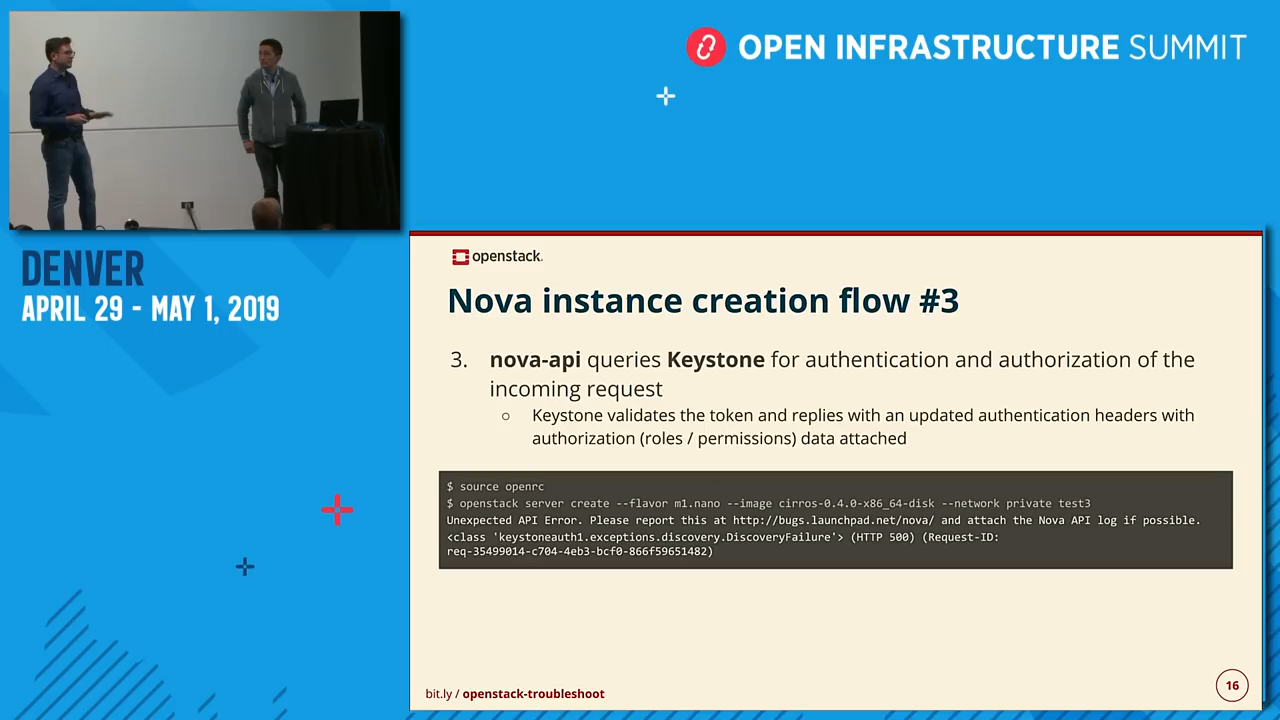 OPEN INFRASTRUCTURE SUMMIT
DENVER
APRIL 29 - MAY 1, 2019
openstack.
Nova instance creation flow #3
3. nova-api queries Keystone for authentication and authorization of the
incoming request
○ Keystone validates the token and replies with an updated authentication headers with
authorization (roles / permissions) data attached
$ source openrc
$ openstack server create --flavor m1.nano --image cirros-0.4.0-x86_64-disk --network private test3
Unexpected API Error. Please report this at http://bugs.launchpad.net/nova/ and attach the Nova API log if possible.
<class 'keystoneauth1.exceptions.discovery.DiscoveryFailure'> (HTTP 500) (Request-ID:
req-35499014-c704-4eb3-bcf0-866f59651482)
bit.ly / openstack-troubleshoot
16